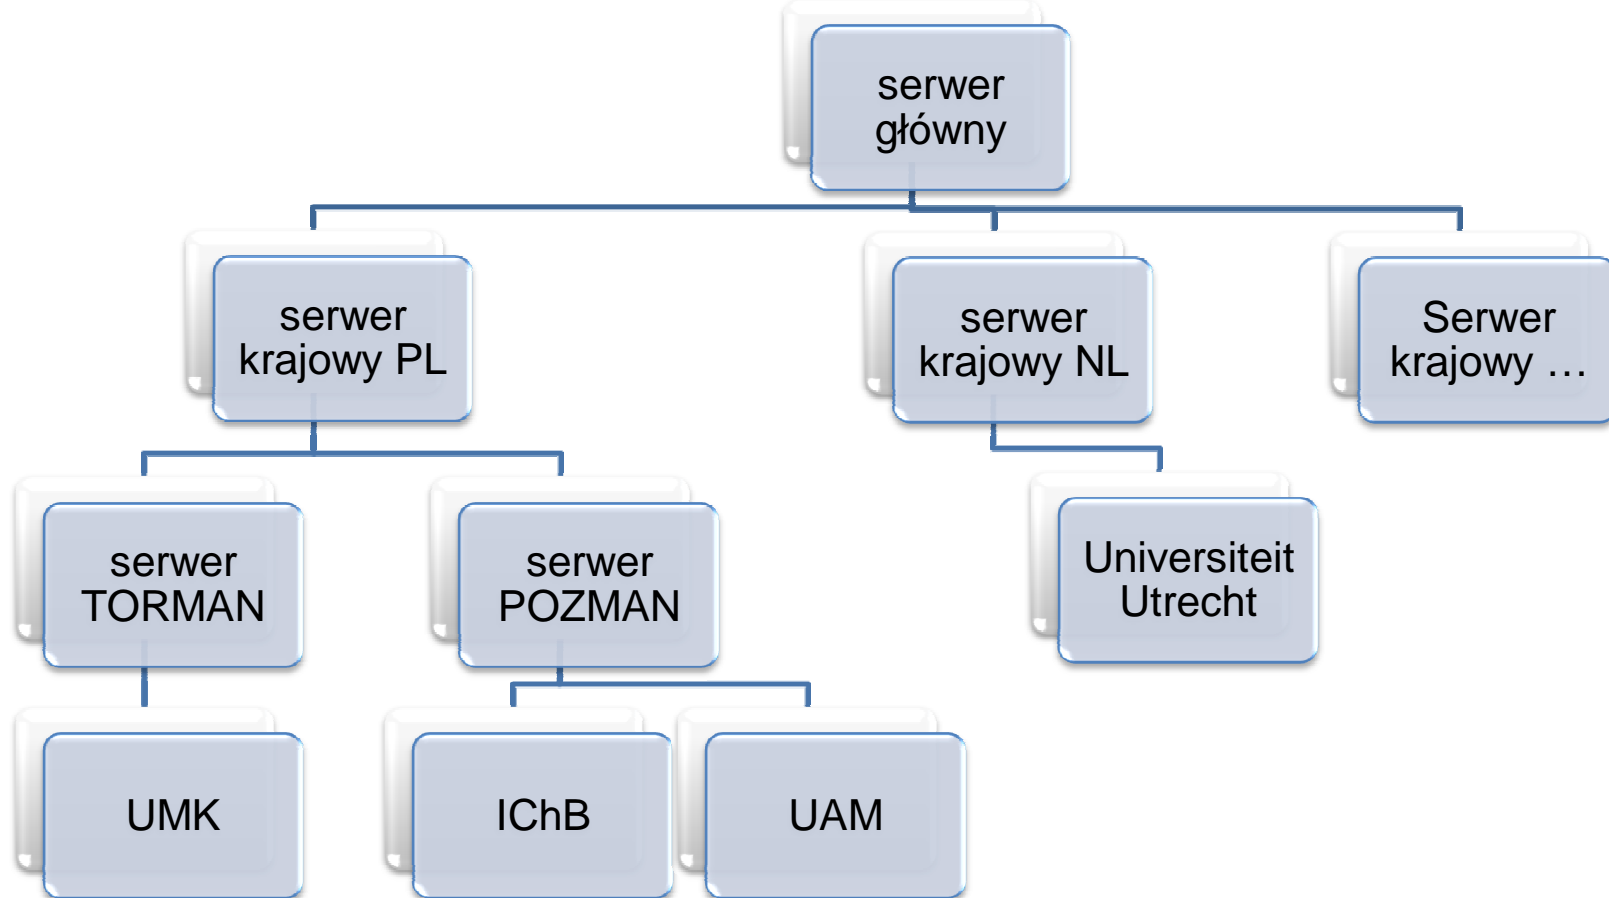 serwer
główny
serwer
krajowy PL
serwer
krajowy NL
Serwer
krajowy …
serwer
TORMAN
serwer
POZMAN
Universiteit
Utrecht
UMK
IChB
UAM